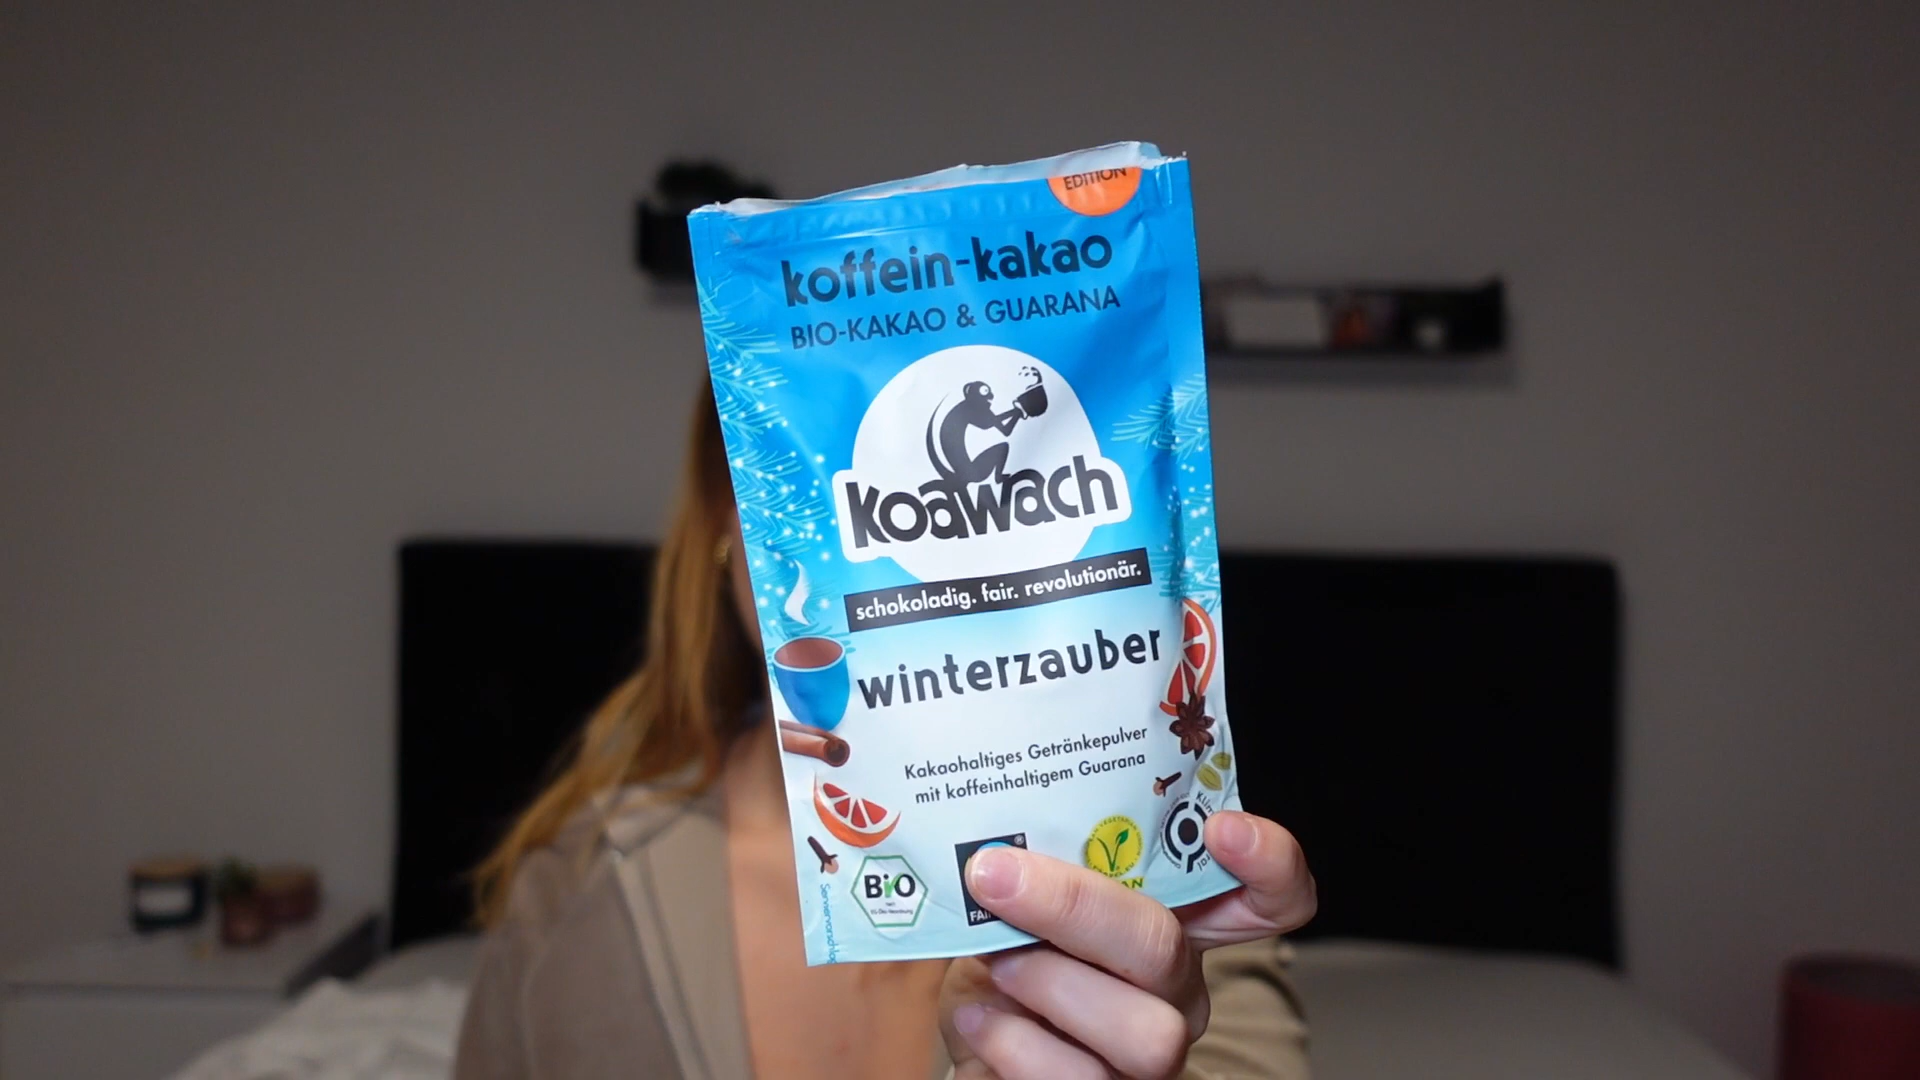 EDITION
koffein-kakao
BIO-KAKAO & GUARANA
koawach
schokoladig. fair. revolutionär.
winterzauber
Kakaohaltiges Getränkepulver
mit koffeinhaltigem Guarana
Bio